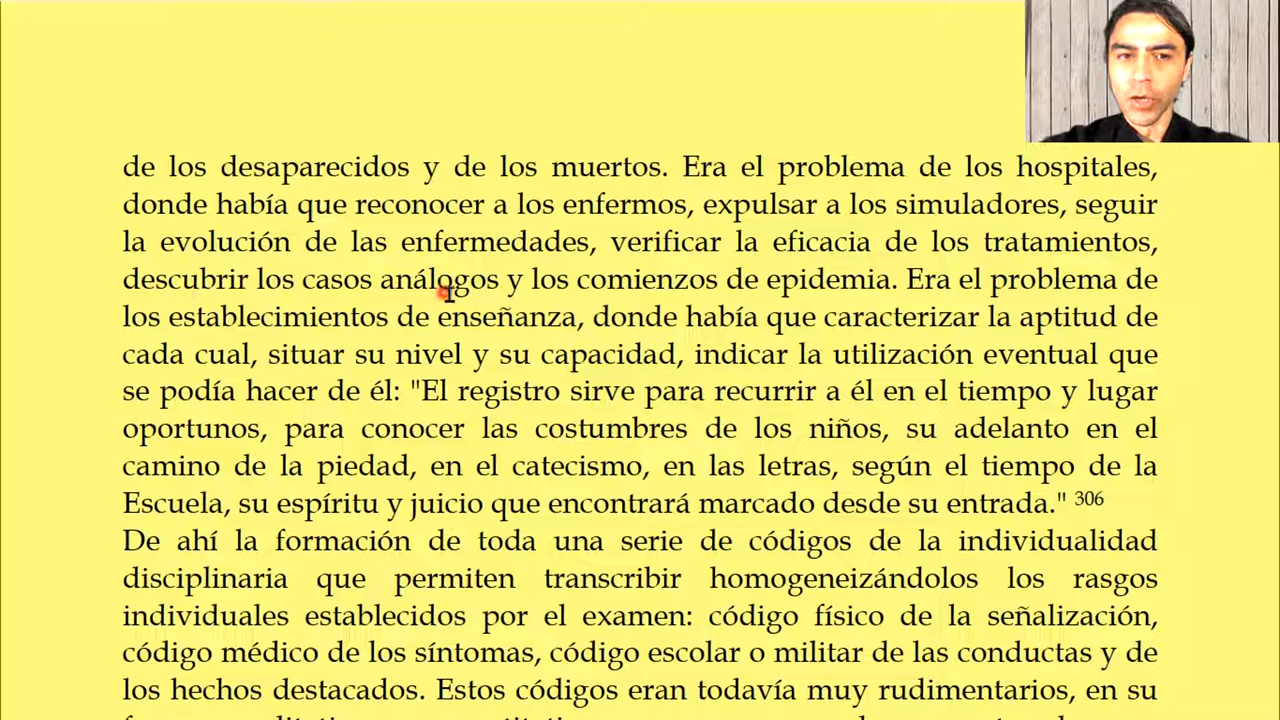 de los desaparecidos y de los muertos. Era el problema de los hospitales,
donde había que reconocer a los enfermos, expulsar a los simuladores, seguir
la evolución de las enfermedades, verificar la eficacia de los tratamientos,
descubrir los casos análogos y los comienzos de epidemia. Era el problema de
los establecimientos de enseñanza, donde había que caracterizar la aptitud de
cada cual, situar su nivel y su capacidad, indicar la utilización eventual que
se podía hacer de él: "El registro sirve para recurrir a él en el tiempo y lugar
oportunos, para conocer las costumbres de los niños, su adelanto en el
camino de la piedad, en el catecismo, en las letras, según el tiempo de la
Escuela, su espíritu y juicio que encontrará marcado desde su entrada." 306
De ahí la formación de toda una serie de códigos de la individualidad
disciplinaria que permiten transcribir homogeneizándolos los rasgos
individuales establecidos por el examen: código físico de la señalización,
código médico de los síntomas, código escolar o militar de las conductas y de
los hechos destacados. Estos códigos eran todavía muy rudimentarios, en su